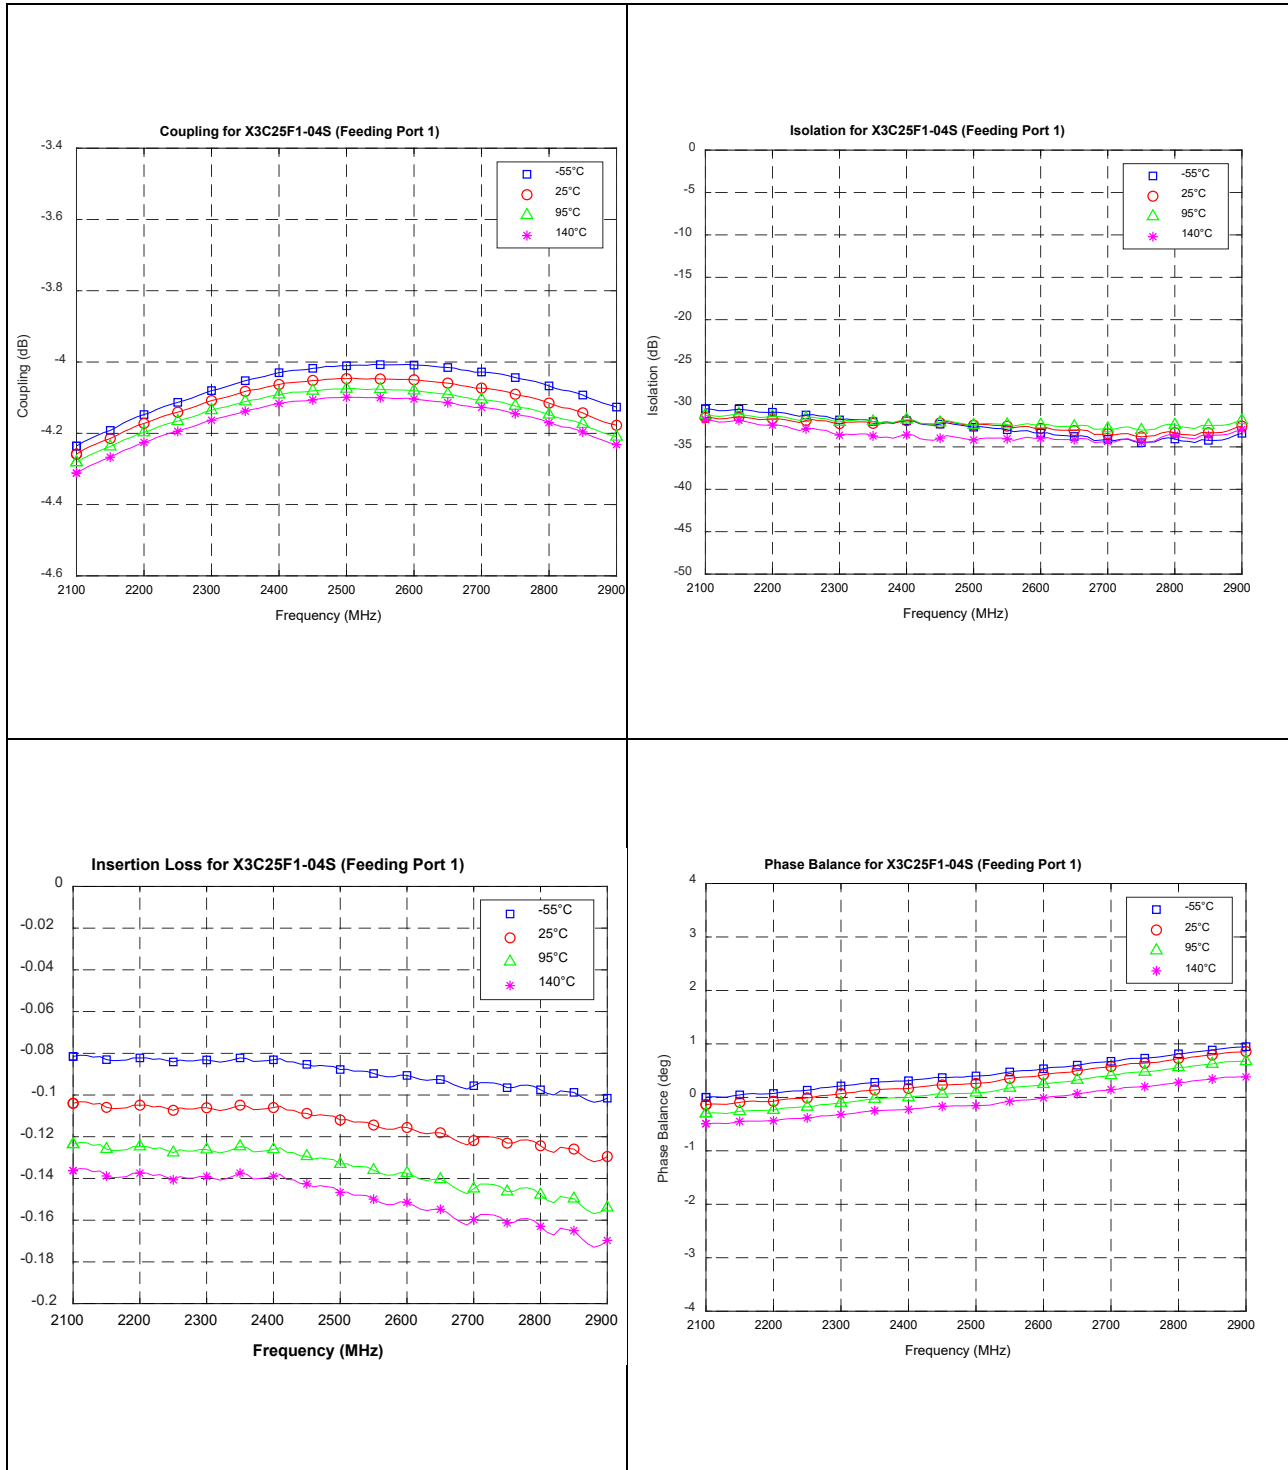 Coupling for X3C25F1-04S (Feeding Port 1)
-3.4
-3.6
-3.8
-4
-4.2
-4.4
-4.6
Coupling (dB)
-55°C
25°C
95°C
140°C
2100 2200 2300 2400 2500 2600 2700 2800 2900
Frequency (MHz)
Isolation for X3C25F1-04S (Feeding Port 1)
0
-5
-10
-15
-20
-25
-30
-35
-40
-45
-50
Isolation (dB)
-55°C
25°C
95°C
140°C
2100 2200 2300 2400 2500 2600 2700 2800 2900
Frequency (MHz)
Insertion Loss for X3C25F1-04S (Feeding Port 1)
0
-0.02
-0.04
-0.06
-0.08
-0.1
-0.12
-0.14
-0.16
-0.18
-0.2
-55°C
25°C
95°C
140°C
2100 2200 2300 2400 2500 2600 2700 2800 2900
Frequency (MHz)
Phase Balance for X3C25F1-04S (Feeding Port 1)
4
3
2
1
0
-1
-2
-3
-4
Phase Balance (deg)
-55°C
25°C
95°C
140°C
2100 2200 2300 2400 2500 2600 2700 2800 2900
Frequency (MHz)